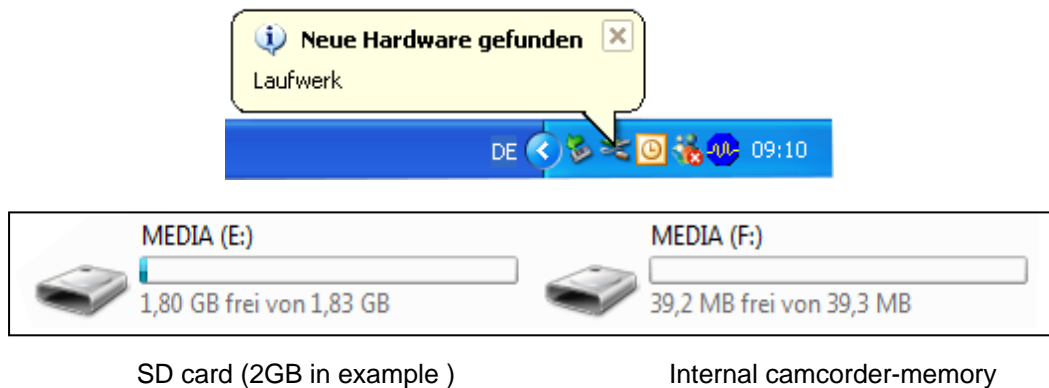 Neue Hardware gefunden
Laufwerk
DE 09:10
MEDIA (E:) MEDIA (F:)
1,80 GB frei von 1,83 GB 39,2 MB frei von 39,3 MB
SD card (2GB in example ) Internal camcorder-memory